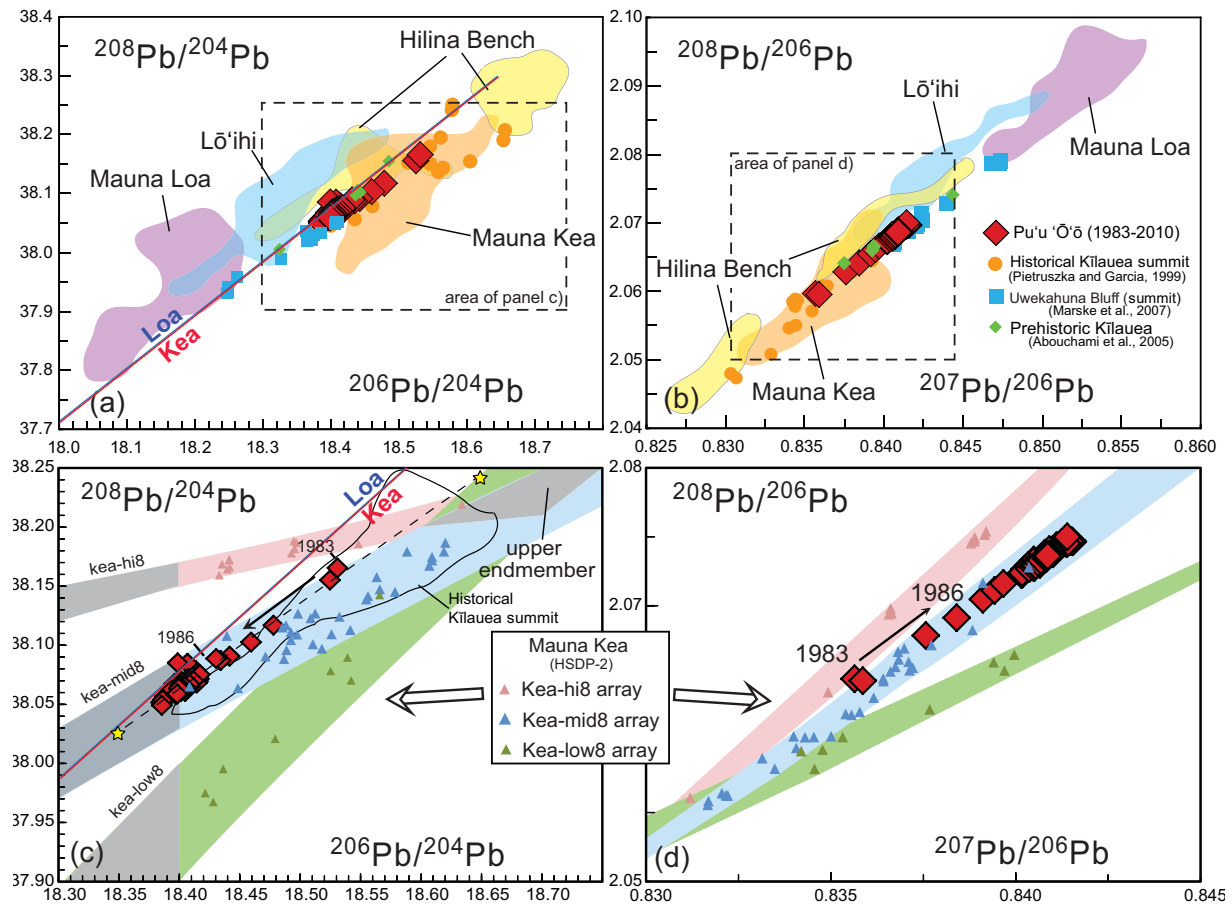 38.4
38.3
38.2
38.1
38.0
37.9
37.8
37.7
18.0
18.1
18.2
18.3
18.4
18.5
18.6
18.7
208Pb/204Pb
Hilina Bench
Lō‘ihi
Mauna Loa
Mauna Kea
area of panel c)
Loa
Kea
(a)
206Pb/204Pb
2.10
2.09
2.08
2.07
2.06
2.05
2.04
0.825
0.830
0.835
0.840
0.845
0.850
0.855
0.860
208Pb/206Pb
Lō‘ihi
Mauna Loa
area of panel d)
Hilina Bench
Mauna Kea
Pu‘u ‘Ō‘ō (1983-2010)
Historical Kīlauea summit
(Pietruszka and Garcia, 1999)
Uwekahuna Bluff (summit)
(Marske et al., 2007)
Prehistoric Kīlauea
(Abouchami et al., 2005)
(b)
207Pb/206Pb
38.25
38.20
38.15
38.10
38.05
38.00
37.95
37.90
18.30
18.35
18.40
18.45
18.50
18.55
18.60
18.65
18.70
208Pb/204Pb
Loa
Kea
kea-hi8
1983
upper
endmember
Historical
Kīlauea summit
1986
kea-mid8
kea-low8
(c)
206Pb/204Pb
Mauna Kea
(HSDP-2)
Kea-hi8 array
Kea-mid8 array
Kea-low8 array
2.08
2.07
2.05
0.830
0.835
0.840
0.845
208Pb/206Pb
1986
1983
(d)
207Pb/206Pb